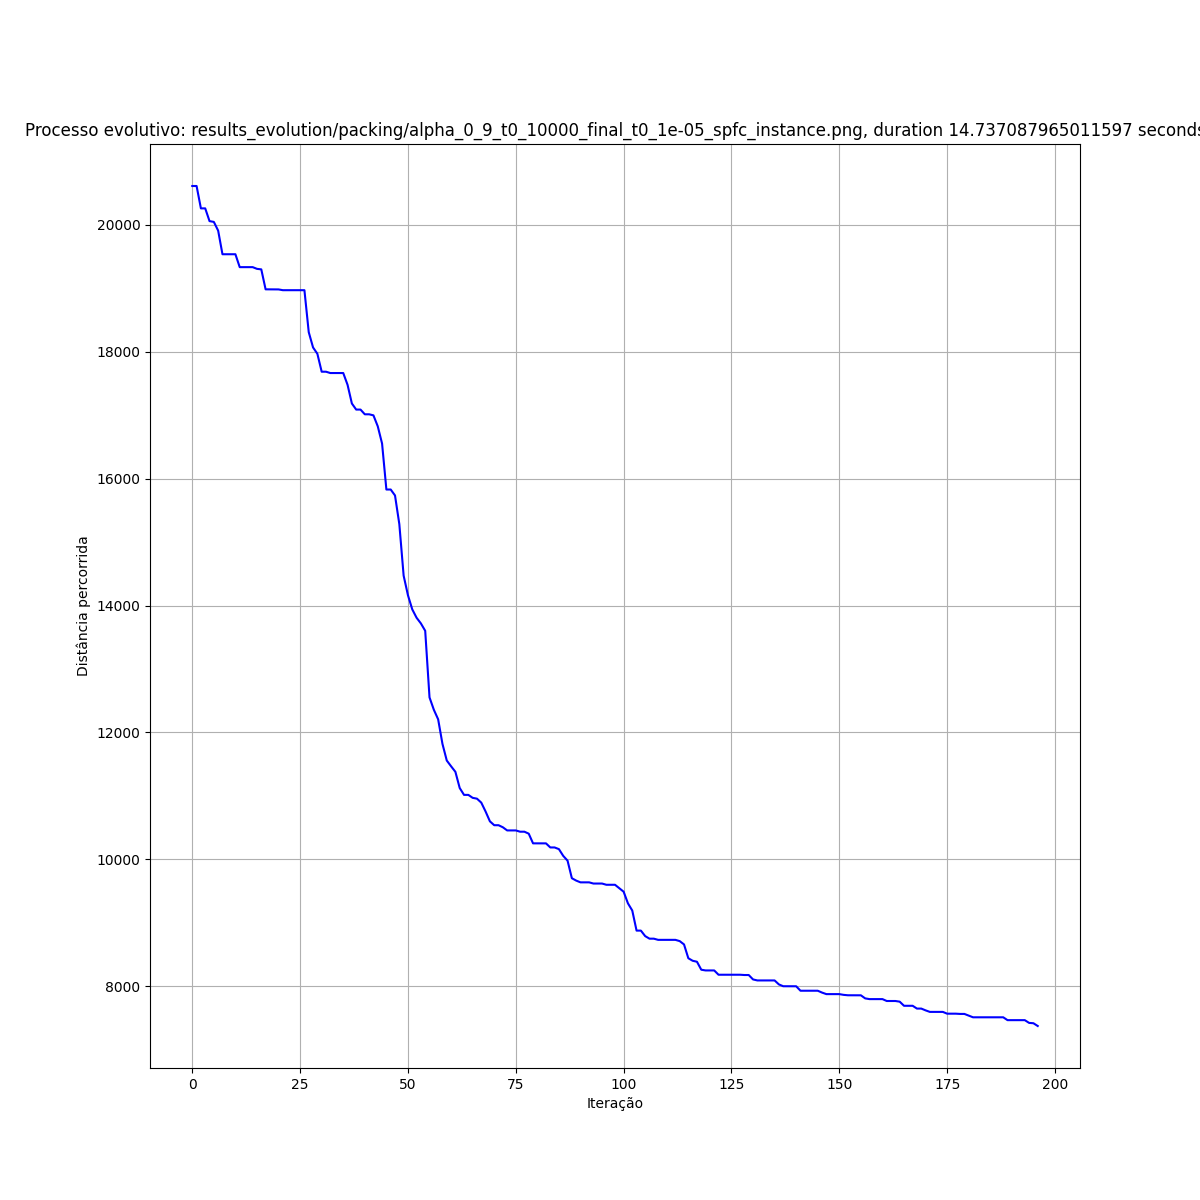 Processo evolutivo: results_evolution/packing/alpha_0_9_t0_10000_final_t0_1e-05_spfc_instance.png, duration 14.737087965011597 seconds
20000
18000
16000
14000
12000
10000
8000
Distância percorrida
0 25 50 75 100 125 150 175 200
Iteração